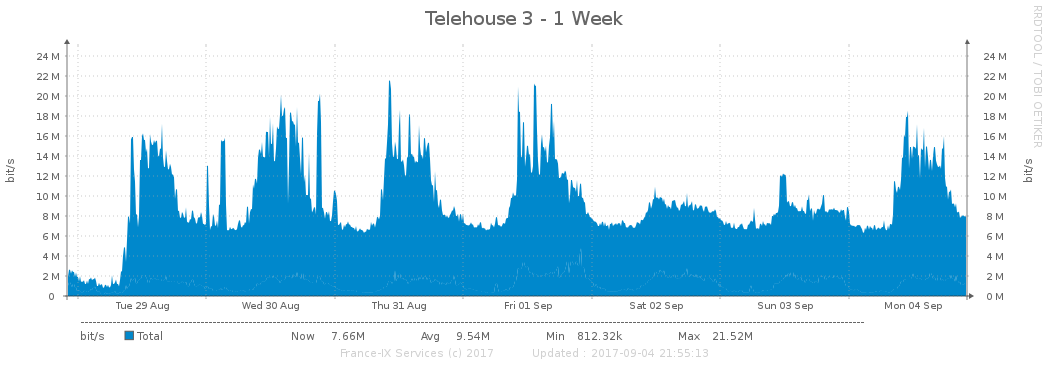 Telehouse 3 - 1 Week
RRDTOOL / TOBI OETIKER
bit/s
24 M 24 M
22 M 22 M
20 M 20 M
18 M 18 M
16 M 16 M
14 M 14 M
12 M 12 M
10 M 10 M
8 M 8 M
6 M 6 M
4 M 4 M
2 M 2 M
0 0 M
bit/s
Tue 29 Aug Wed 30 Aug Thu 31 Aug Fri 01 Sep Sat 02 Sep Sun 03 Sep Mon 04 Sep
bit/s Total Now 7.66M Avg 9.54M Min 812.32k Max 21.52M
France-IX Services (c) 2017 Updated : 2017-09-04 21:55:13